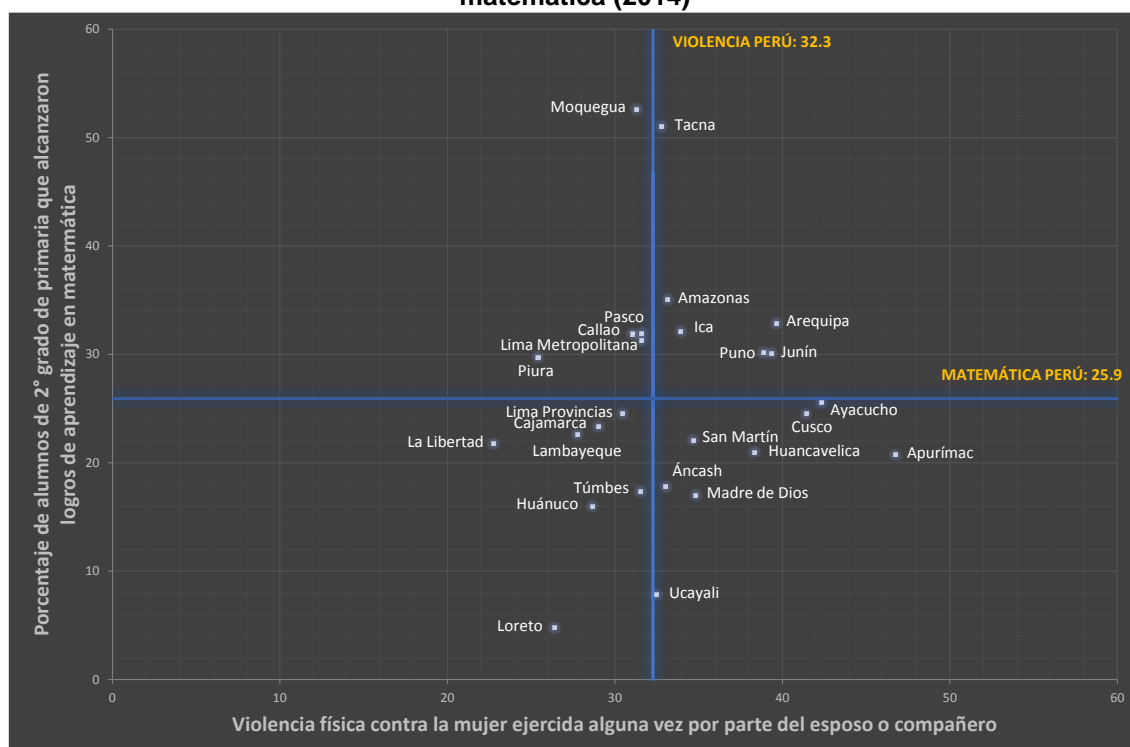 matemática (2014)
Porcentaje de alumnos de 2° grado de primaria que alcanzaron
logros de aprendizaje en matermática
60
50
40
30
20
10
0
VIOLENCIA PERÚ: 32.3
Moquegua
Tacna
Amazonas
Pasco
Callao
Ica
Arequipa
Lima Metropolitana
Puno
Junín
Piura
MATEMÁTICA PERÚ: 25.9
Lima Provincias
Ayacucho
Cajamarca
Cusco
La Libertad
San Martín
Lambayeque
Huancavelica
Apurímac
Áncash
Túmbes
Madre de Dios
Huánuco
Ucayali
Loreto
0 10 20 30 40 50 60
Violencia física contra la mujer ejercida alguna vez por parte del esposo o compañero